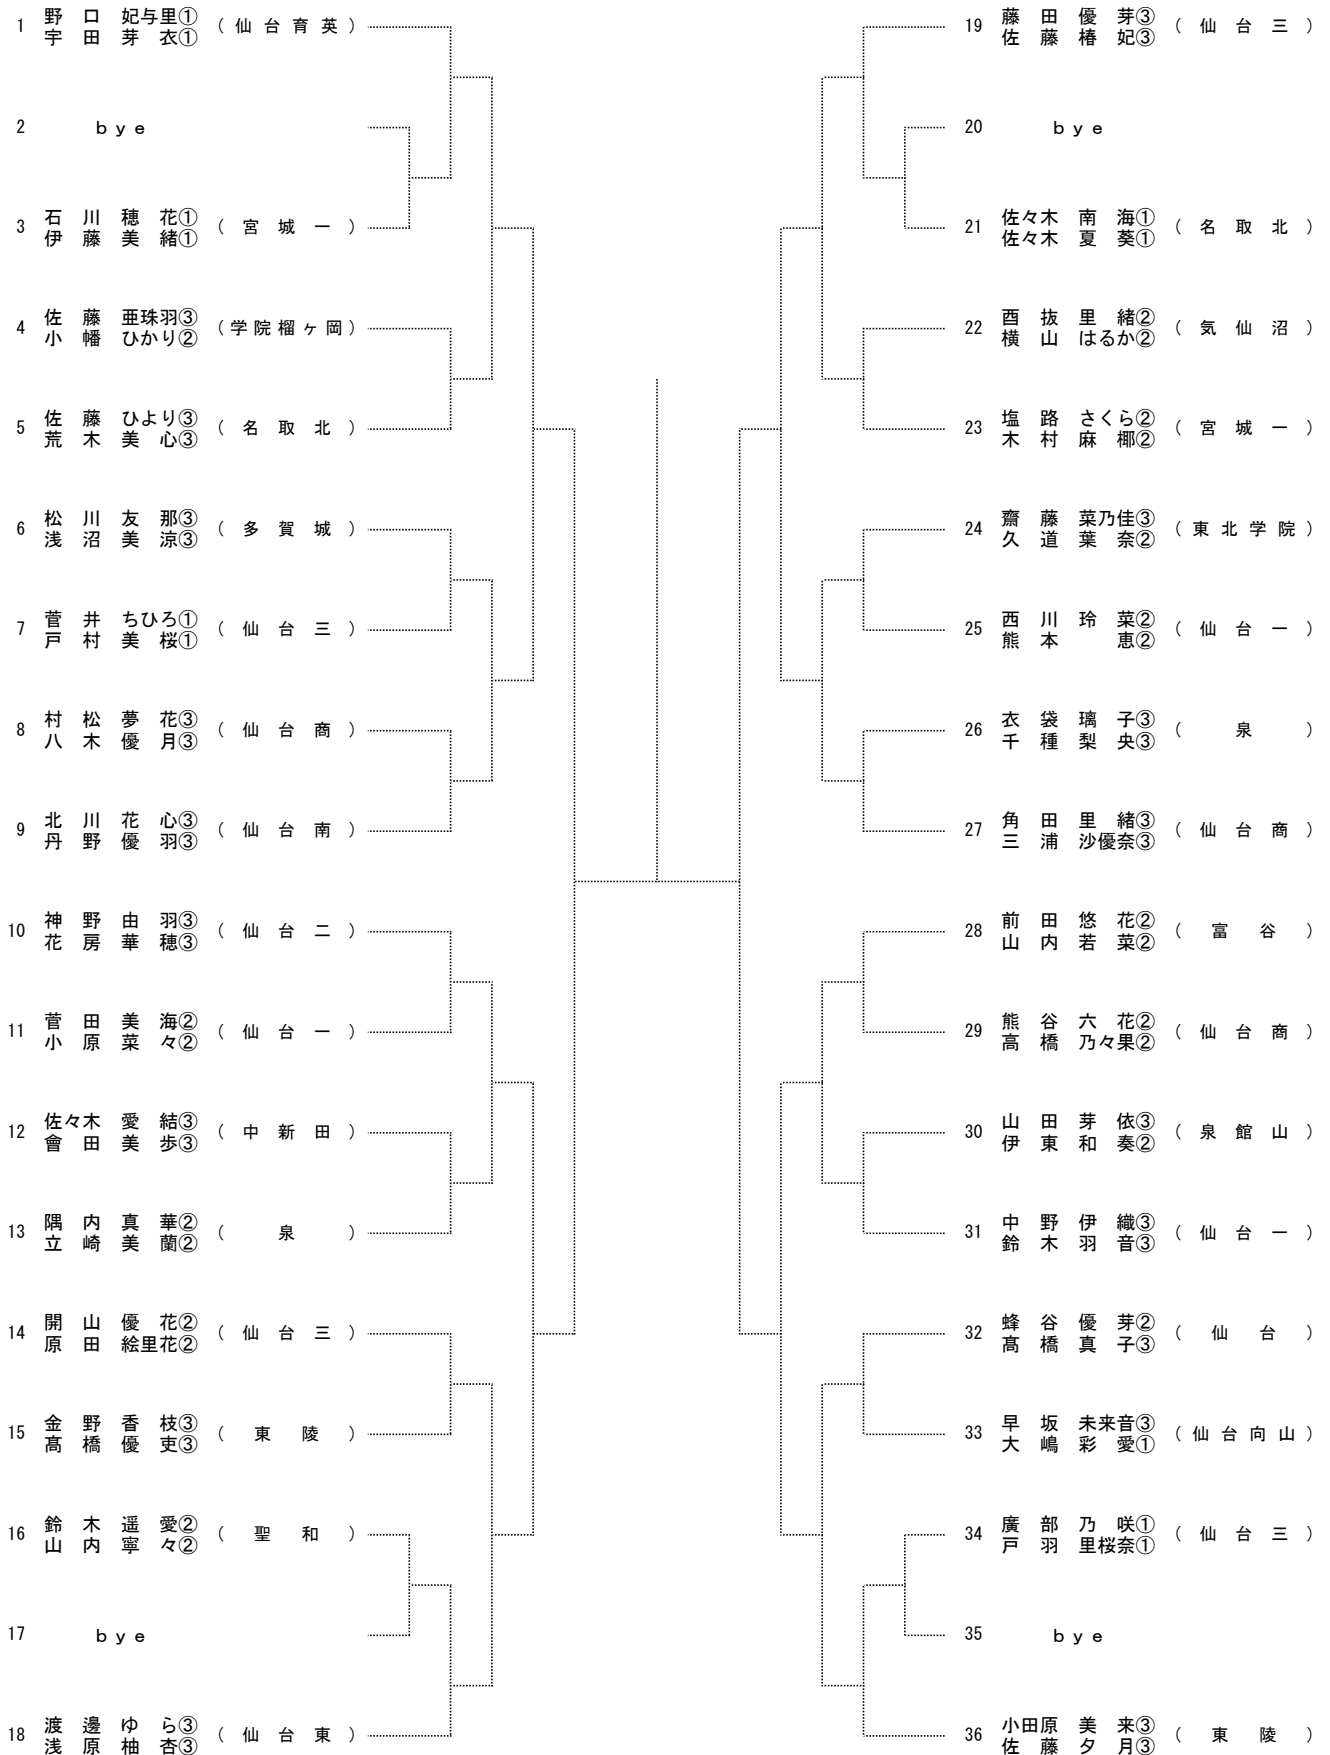 1 野口 妃与里① (仙台育英)
宇田 芽衣①
2 bye
3 石川 穂花① (宮城一)
伊藤 美緒①
4 佐藤 亜珠羽③ (学院榴ヶ岡)
小幡 ひかり②
5 佐藤 ひより③ (名取北)
荒木 美心③
6 松川 友那③ (多賀城)
浅沼 美涼③
7 菅井 ちひろ① (仙台三)
戸村 美桜①
8 村松 夢花③ (仙台商)
八木 優月③
9 北川 花心③ (仙台南)
丹野 優羽③
10 神野 由羽③ (仙台二)
花房 華穂③
11 菅田 美海② (仙台一)
小原 菜々②
12 佐々木 愛結③ (中新田)
會田 美歩③
13 隅内 真華② (泉)
立崎 美蘭②
14 開山 優花② (仙台三)
原田 絵里花②
15 金野 香枝③ (東陵)
髙橋 優吏③
16 鈴木 遥愛② (聖和)
山内 寧々②
17 bye
18 渡邊 ゆら③ (仙台東)
浅原 柚杏③
19 藤田 優芽③ (仙台三)
佐藤 椿妃③
20 bye
21 佐々木 南海① (名取北)
佐々木 夏葵①
22 酉抜 里緒② (気仙沼)
横山 はるか②
23 塩路 さくら② (宮城一)
木村 麻椰②
24 齋藤 菜乃佳③ (東北学院)
久道 葉奈②
25 西川 玲菜② (仙台一)
熊本 恵②
26 衣袋 璃子③ (泉)
千種 梨央③
27 角田 里緒③ (仙台商)
三浦 沙優奈③
28 前田 悠花② (富谷)
山内 若菜②
29 熊谷 六花② (仙台商)
高橋 乃々果②
30 山田 芽依③ (泉館山)
伊東 和奏②
31 中野 伊織③ (仙台一)
鈴木 羽音③
32 蜂谷 優芽② (仙台)
髙橋 真子③
33 早坂 未来音③ (仙台向山)
大嶋 彩愛①
34 廣部 乃咲① (仙台三)
戸羽 里桜奈①
35 bye
36 小田原 美来③ (東陵)
佐藤 夕月③